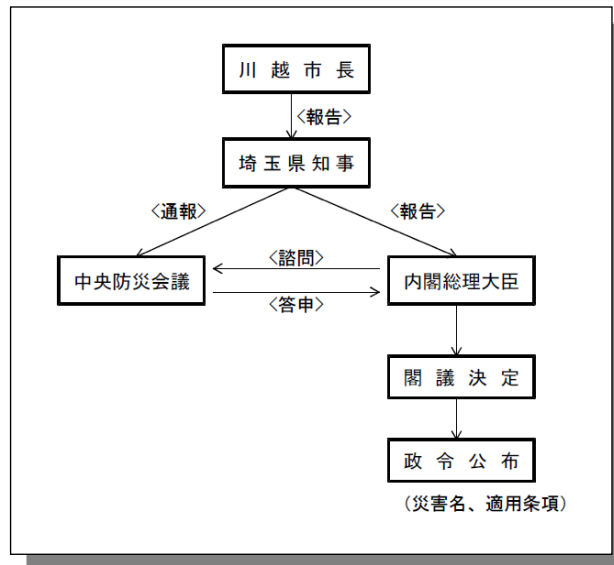 川越市長
〈報告〉
埼玉県知事
〈通報〉
〈報告〉
中央防災会議
〈諮問〉
〈答申〉
内閣総理大臣
閣議決定
政令公布
（災害名、適用条項）